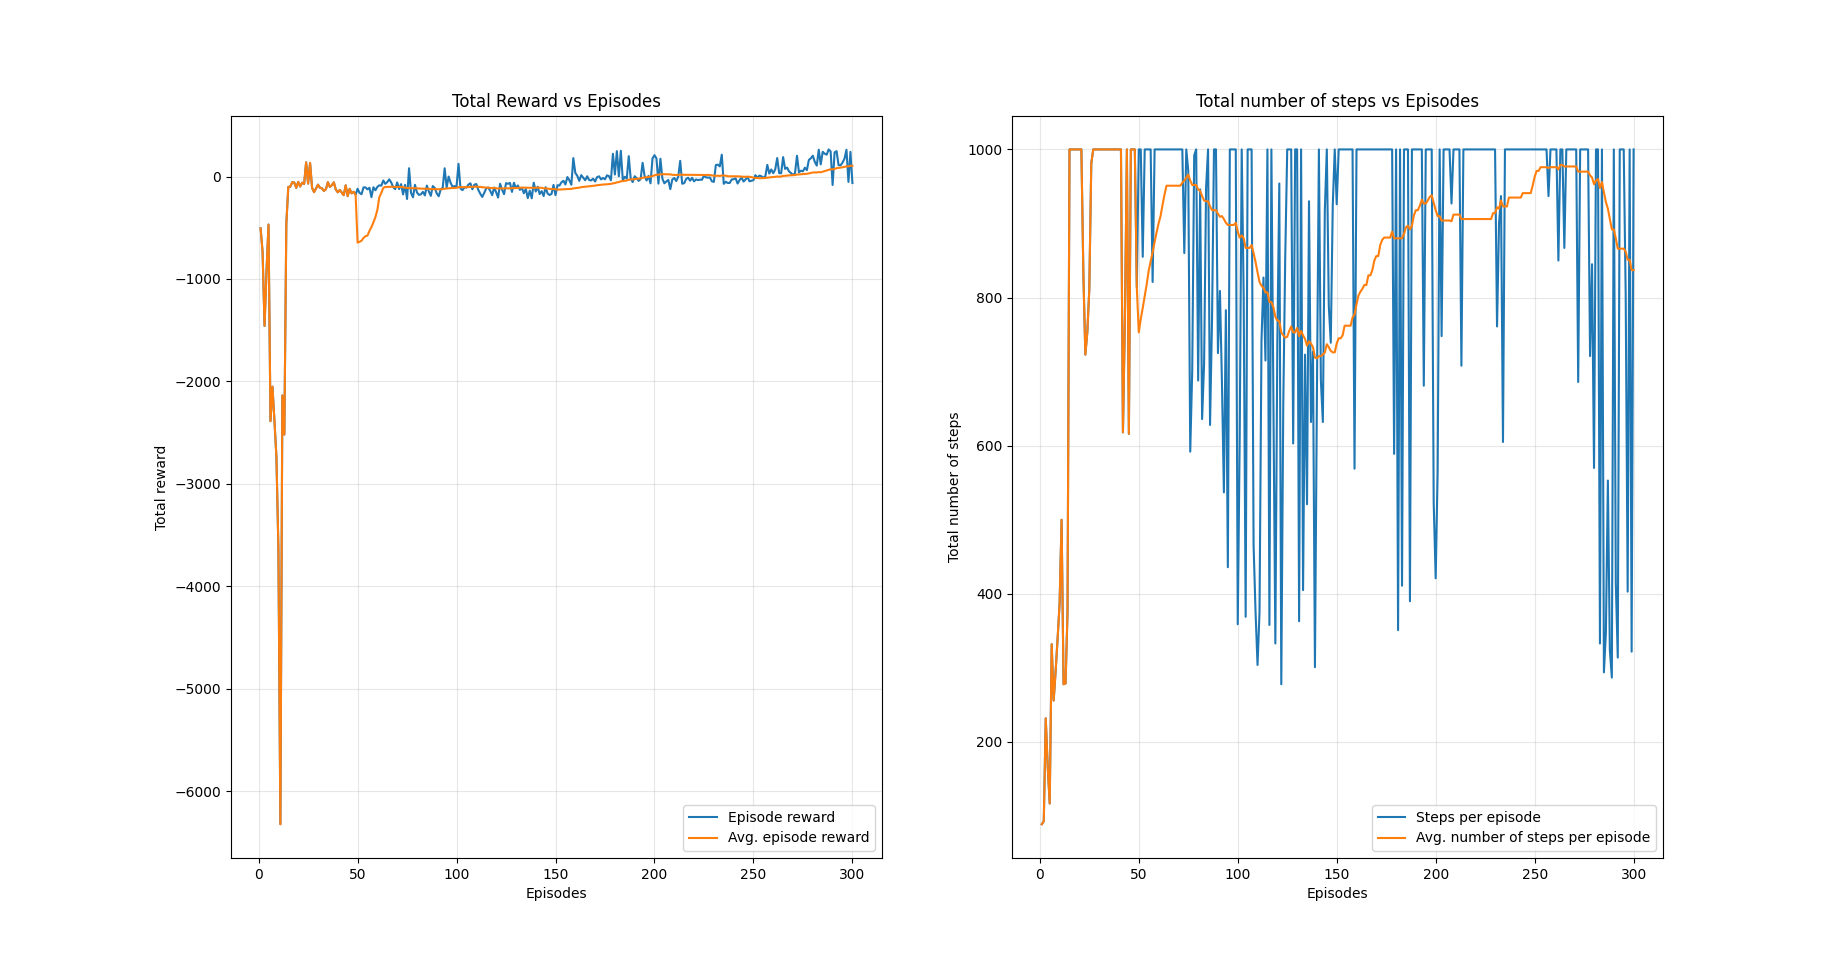 Total Reward vs Episodes
Total reward
0
−1000
−2000
−3000
−4000
−5000
−6000
0 50 100 150 200 250 300
Episodes
Episode reward
Avg. episode reward
Total number of steps vs Episodes
Total number of steps
1000
800
600
400
200
0 50 100 150 200 250 300
Episodes
Steps per episode
Avg. number of steps per episode